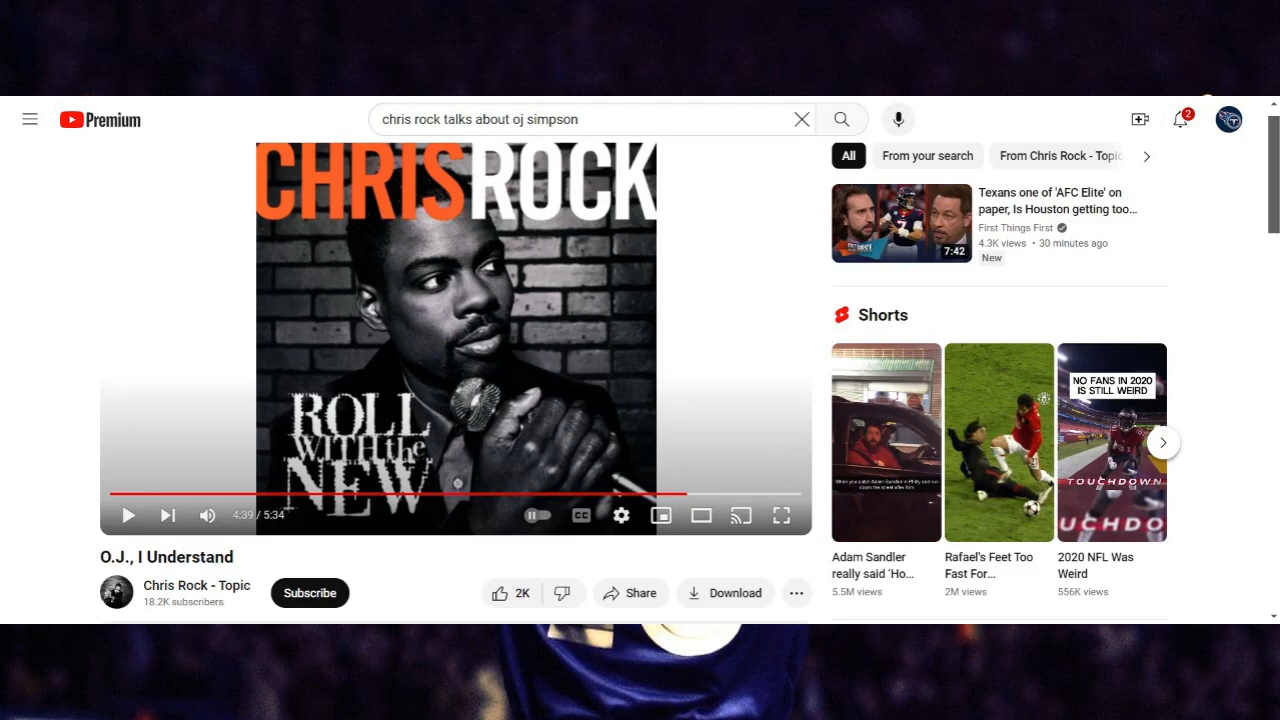 Premium
chris rock talks about oj simpson
2
CHRISROCK
ROLL
WITH the
NEW
4:39 / 5:34
CC
O.J., I Understand
Chris Rock - Topic
18.2K subscribers
Subscribe
2K
Share
Download
All
From your search
From Chris Rock - Topic
7:42
Texans one of 'AFC Elite' on
paper, Is Houston getting too...
First Things First
4.3K views • 30 minutes ago
New
Shorts
NO FANS IN 2020
IS STILL WEIRD
TOUCHDOWN
UCHDO
Adam Sandler
really said 'Ho...
5.5M views
Rafael's Feet Too
Fast For...
2M views
2020 NFL Was
Weird
556K views